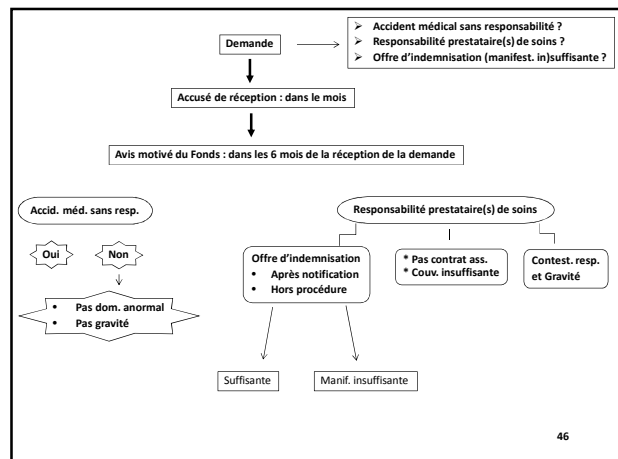 Demande
➢ Accident médical sans responsabilité ?
➢ Responsabilité prestataire(s) de soins ?
➢ Offre d'indemnisation (manifest. in)suffisante ?
Accusé de réception : dans le mois
Avis motivé du Fonds : dans les 6 mois de la réception de la demande
Accid. méd. sans resp.
Oui
Non
• Pas dom. anormal
• Pas gravité
Responsabilité prestataire(s) de soins
Offre d'indemnisation
• Après notification
• Hors procédure
* Pas contrat ass.
* Couv. insuffisante
Contest. resp.
et Gravité
Suffisante
Manif. insuffisante
46